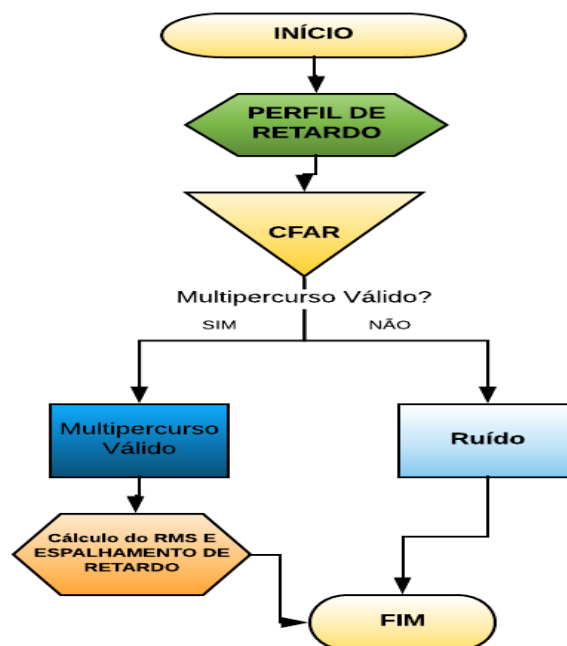 INÍCIO
PERFIL DE
RETARDO
CFAR
Multipercurso Válido?
SIM
NÃO
Multipercurso
Válido
Ruído
Cálculo do RMS E
ESPALHAMENTO DE
RETARDO
FIM